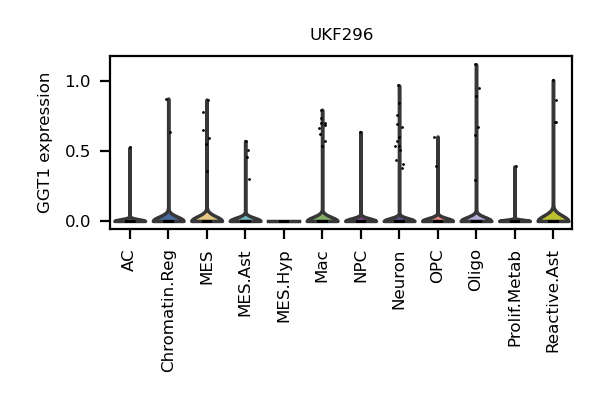 UKF296
GGT1 expression
1.0
0.5
0.0
AC
Chromatin.Reg
MES
MES.Ast
MES.Hyp
Mac
NPC
Neuron
OPC
Oligo
Prolif.Metab
Reactive.Ast